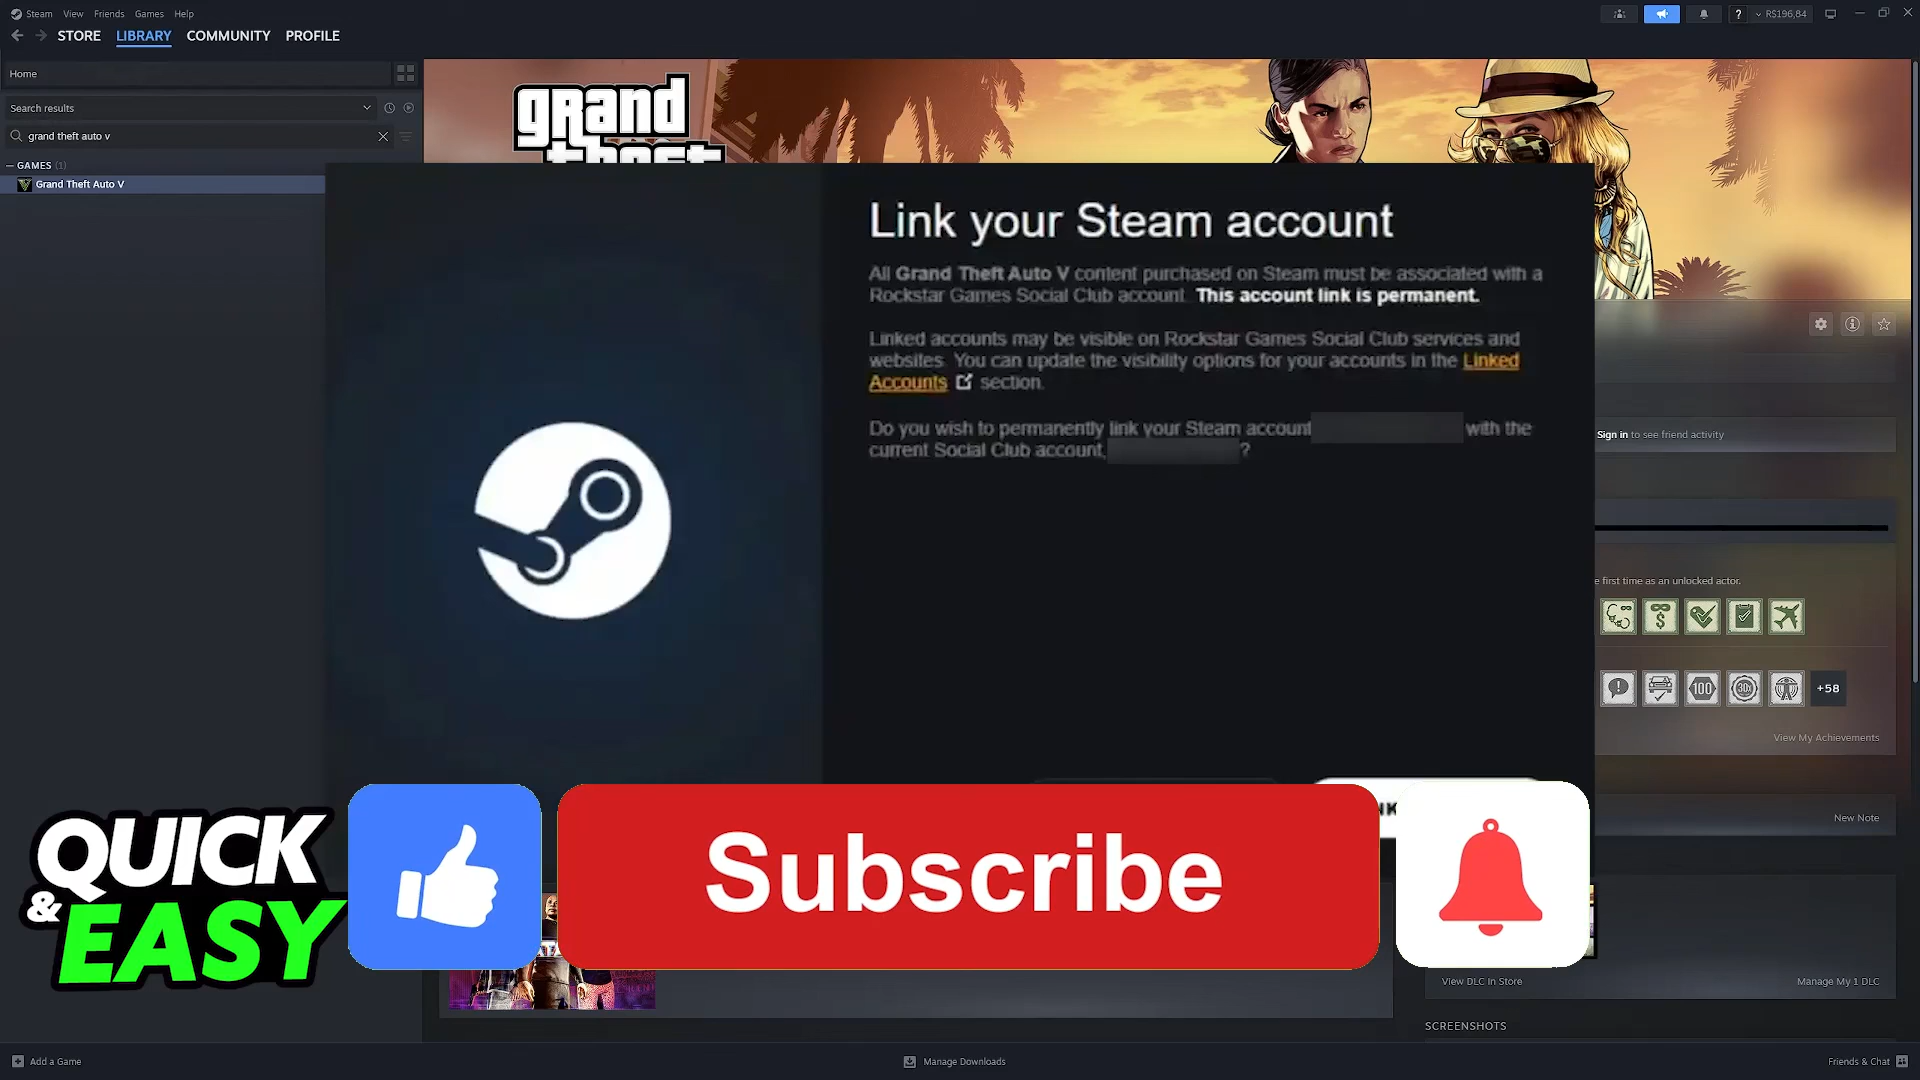 Steam View Friends Games Help
R$196,84
STORE LIBRARY COMMUNITY PROFILE
Home
Search results
grand theft auto v
GAMES (1)
Grand Theft Auto V
grand
theft
Link your Steam account
All Grand Theft Auto V content purchased on Steam must be associated with a
Rockstar Games Social Club account. This account link is permanent.
Linked accounts may be visible on Rockstar Games Social Club services and
websites. You can update the visibility options for your accounts in the Linked
Accounts section.
Do you wish to permanently link your Steam account with the
current Social Club account, ?
Sign in to see friend activity
e first time as an unlocked actor.
100
30x
+58
View My Achievements
New Note
QUICK
& EASY
Subscribe
View DLC In Store
Manage My 1 DLC
SCREENSHOTS
Add a Game
Manage Downloads
Friends & Chat